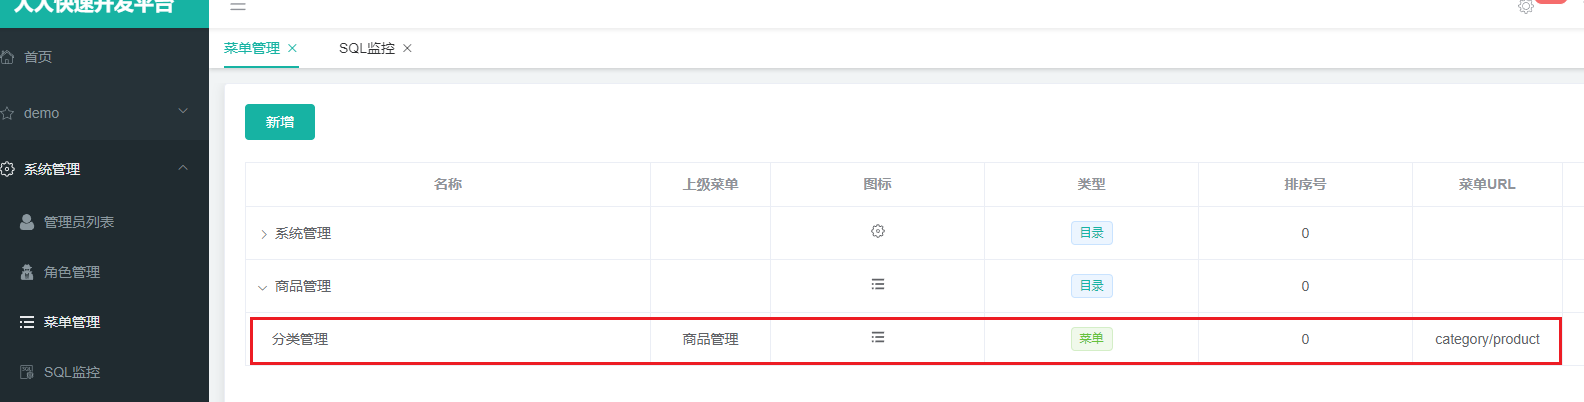 人人快速开发平台
首页
demo
系统管理
管理员列表
角色管理
菜单管理
SQL监控
菜单管理 SQL监控
新增
名称 上级菜单 图标 类型 排序号 菜单URL
系统管理 目录 0
商品管理 目录 0
分类管理 商品管理 菜单 0 category/product